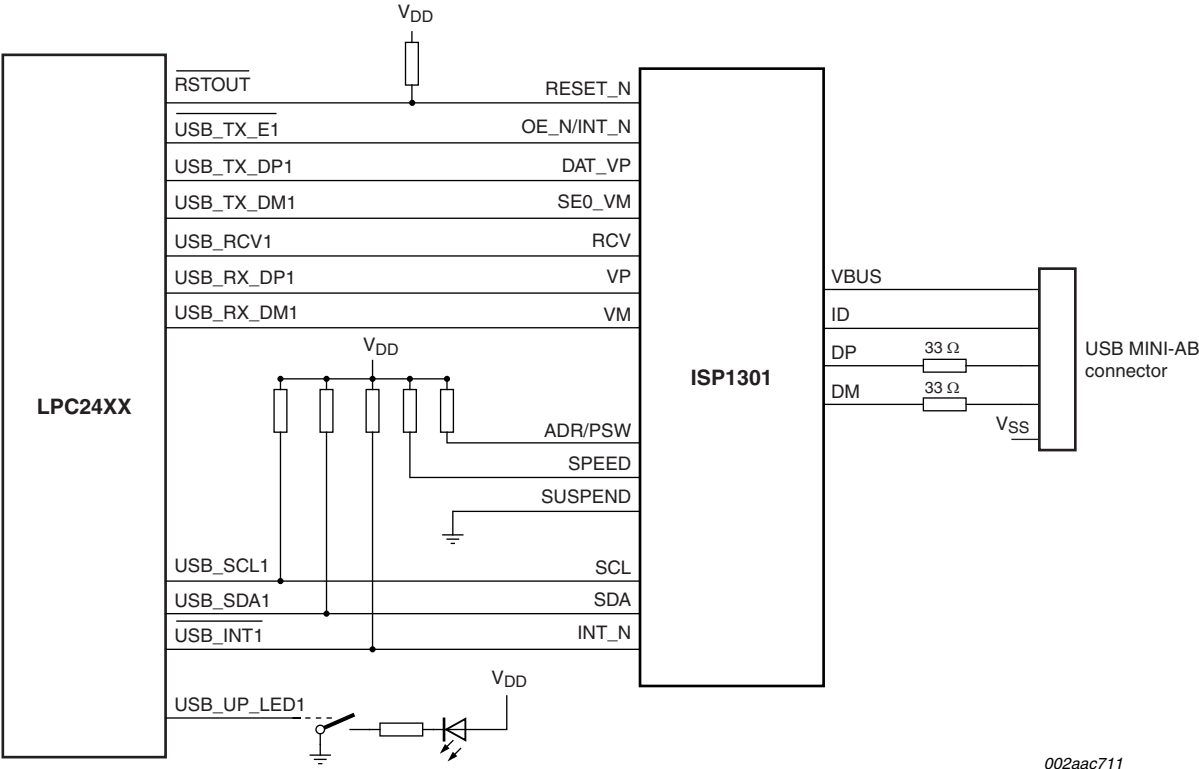 VDD
RSTOUT
RESET_N
USB_TX_E1
OE_N/INT_N
USB_TX_DP1
DAT_VP
USB_TX_DM1
SE0_VM
USB_RCV1
RCV
USB_RX_DP1
VP
USB_RX_DM1
VM
VDD
LPC24XX
ISP1301
VBUS
ID
DP
33 Ω
DM
33 Ω
VSS
USB MINI-AB
connector
ADR/PSW
SPEED
SUSPEND
USB_SCL1
SCL
USB_SDA1
SDA
USB_INT1
INT_N
USB_UP_LED1
VDD
002aac711